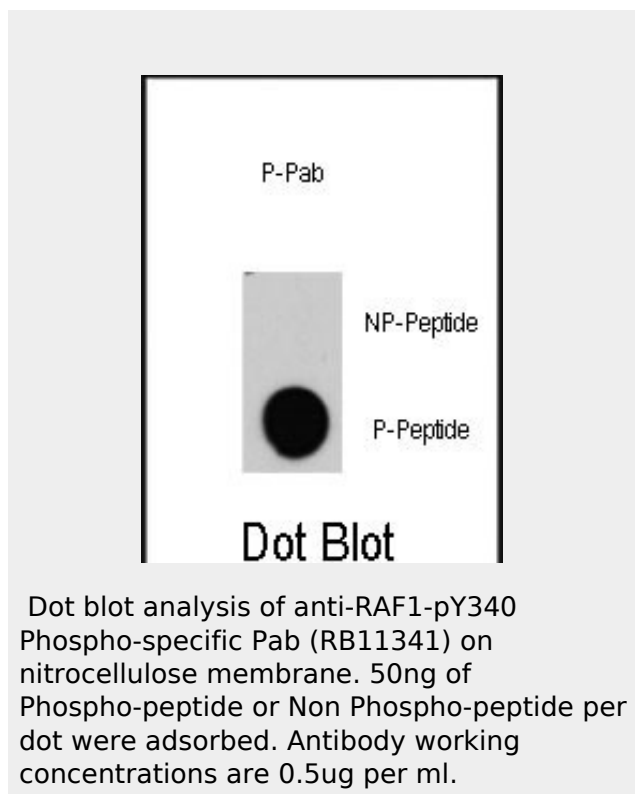 P-Pab
NP-Peptide
P-Peptide
Dot Blot
Dot blot analysis of anti-RAF1-pY340
Phospho-specific Pab (RB11341) on
nitrocellulose membrane. 50ng of
Phospho-peptide or Non Phospho-peptide per
dot were adsorbed. Antibody working
concentrations are 0.5ug per ml.